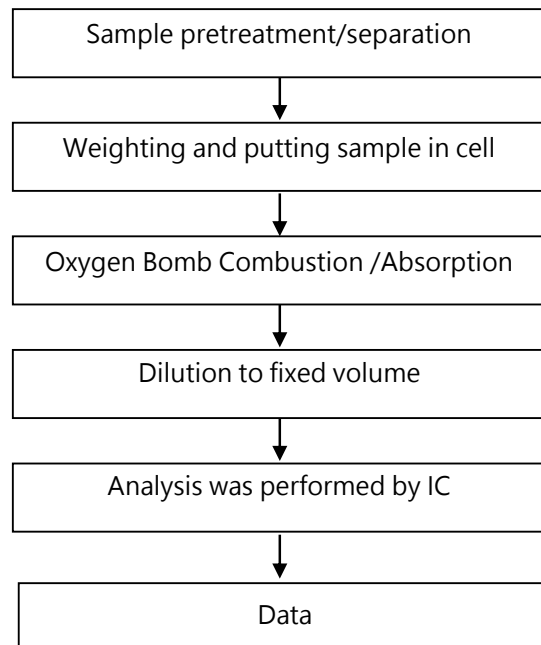 Sample pretreatment/separation
Weighting and putting sample in cell
Oxygen Bomb Combustion /Absorption
Dilution to fixed volume
Analysis was performed by IC
Data